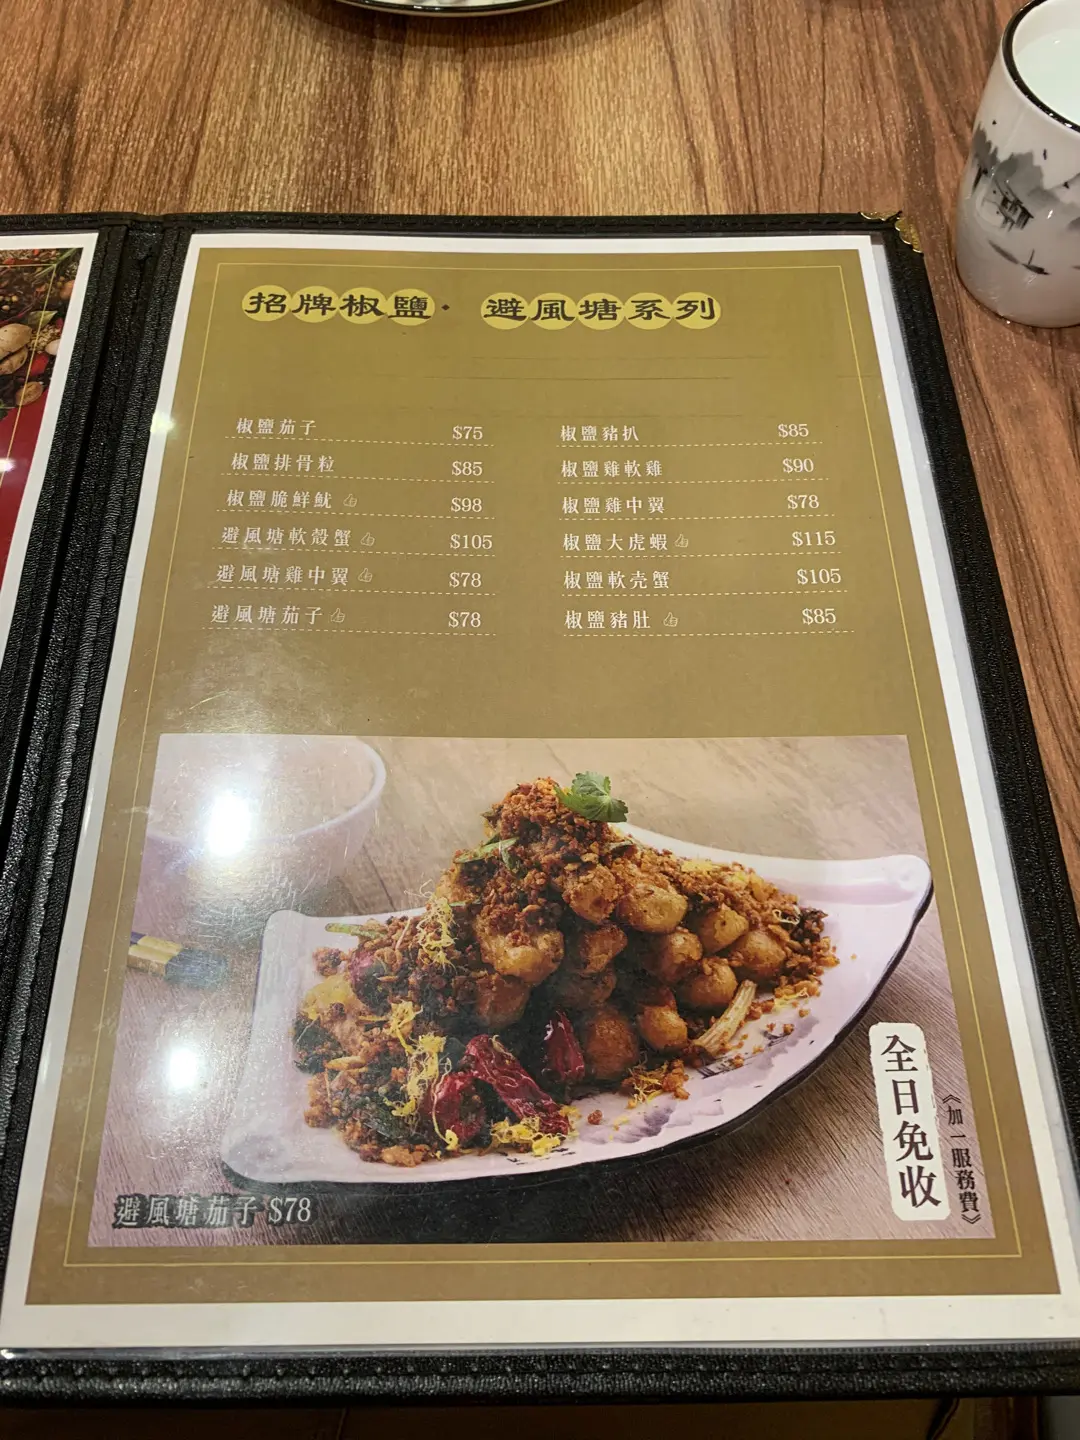 招牌椒鹽·避風塘系列
椒鹽茄子 $75
椒鹽排骨粒 $85
椒鹽脆鮮魷 $98
避風塘軟殼蟹 $105
避風塘雞中翼 $78
避風塘茄子 $78
椒鹽豬扒 $85
椒鹽雞軟雞 $90
椒鹽雞中翼 $78
椒鹽大虎蝦 $115
椒鹽軟壳蟹 $105
椒鹽豬肚 $85
避風塘茄子 $78
全日免收
《加一服務費》